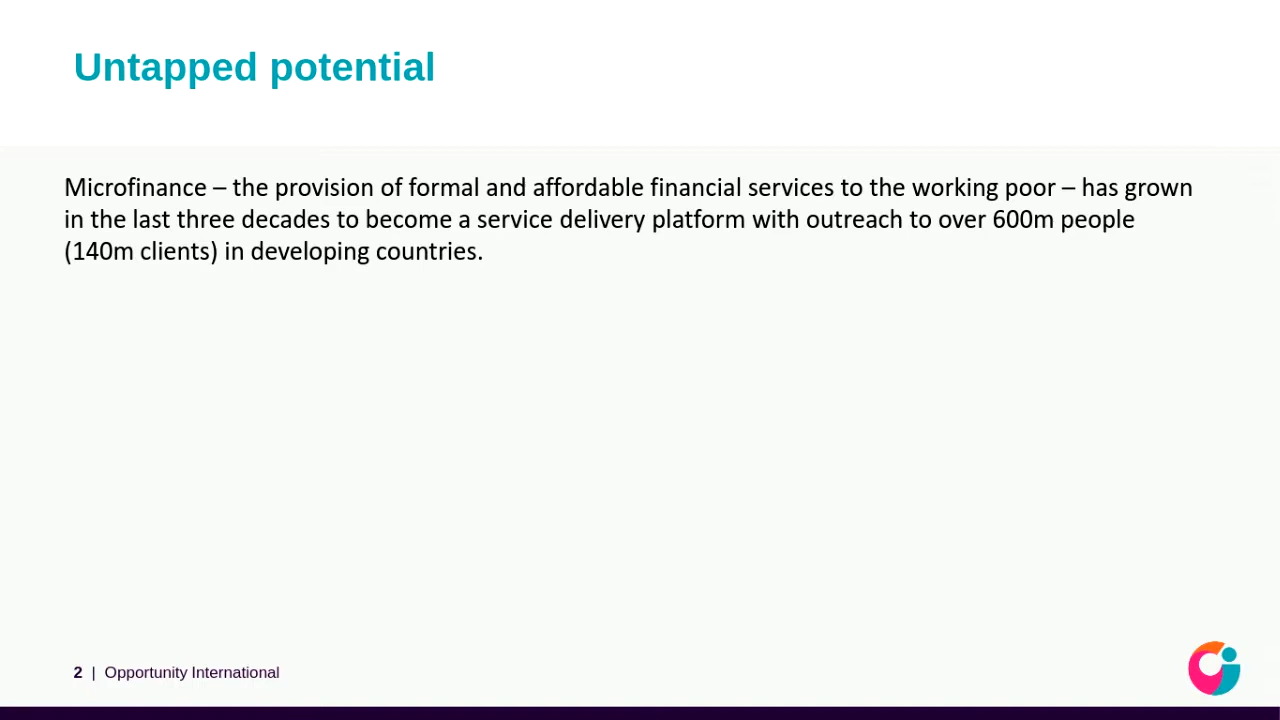 Untapped potential
Microfinance – the provision of formal and affordable financial services to the working poor – has grown
in the last three decades to become a service delivery platform with outreach to over 600m people
(140m clients) in developing countries.
2 | Opportunity International